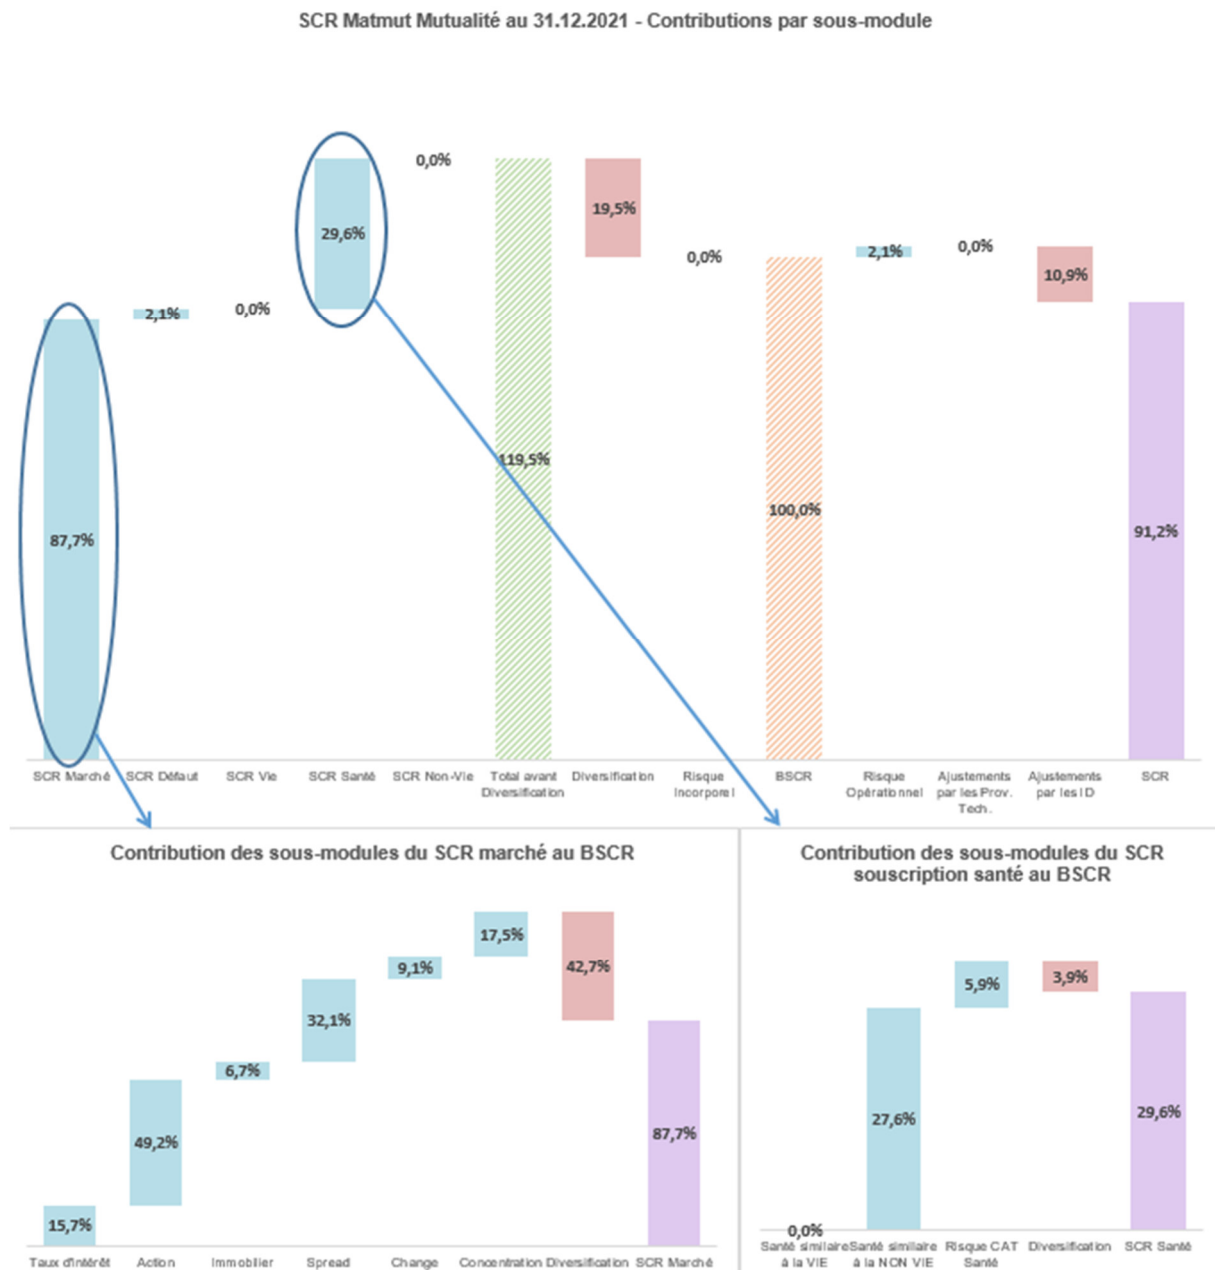 SCR Matmut Mutualité au 31.12.2021 - Contributions par sous-module
0,0%
29,6%
19,5%
0,0%
2,1%
0,0%
10,9%
2,1%
0,0%
119,5%
100,0%
91,2%
87,7%
SCR Marché SCR Défaut SCR Vie SCR Santé SCR Non-Vie Total avant Diversification Risque BSCR Risque Ajustements Ajustements SCR
Diversification Incorporel Opérationnel par les Prov. par les ID
Tech.
Contribution des sous-modules du SCR marché au BSCR
17,5%
9,1%
42,7%
32,1%
6,7%
49,2%
87,7%
15,7%
Taux d'intérêt Action Immobilier Spread Change Concentration Diversification SCR Marché
Contribution des sous-modules du SCR
souscription santé au BSCR
5,9%
3,9%
27,6%
29,6%
0,0%
Santé similaire Santé similaire Risque CAT Diversification SCR Santé
à la VIE à la NON VIE Santé